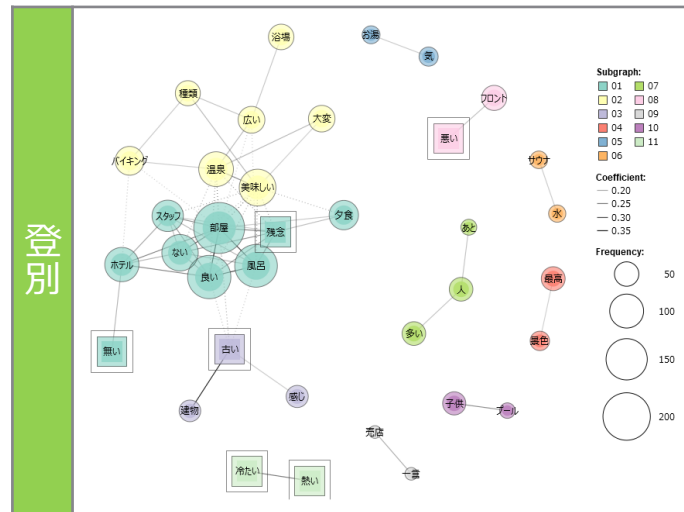 登別
浴場
お湯
気
種類
広い
大変
フロント
悪い
バイキング
温泉
美味しい
サウナ
水
スタッフ
部屋
残念
夕食
ない
ホテル
良い
風呂
あと
人
多い
最高
景色
無い
古い
建物
感じ
子供
プール
売店
一番
冷たい
熱い
Subgraph:
01 07
02 08
03 09
04 10
05 11
06
Coefficient:
0.20
0.25
0.30
0.35
Frequency:
50
100
150
200